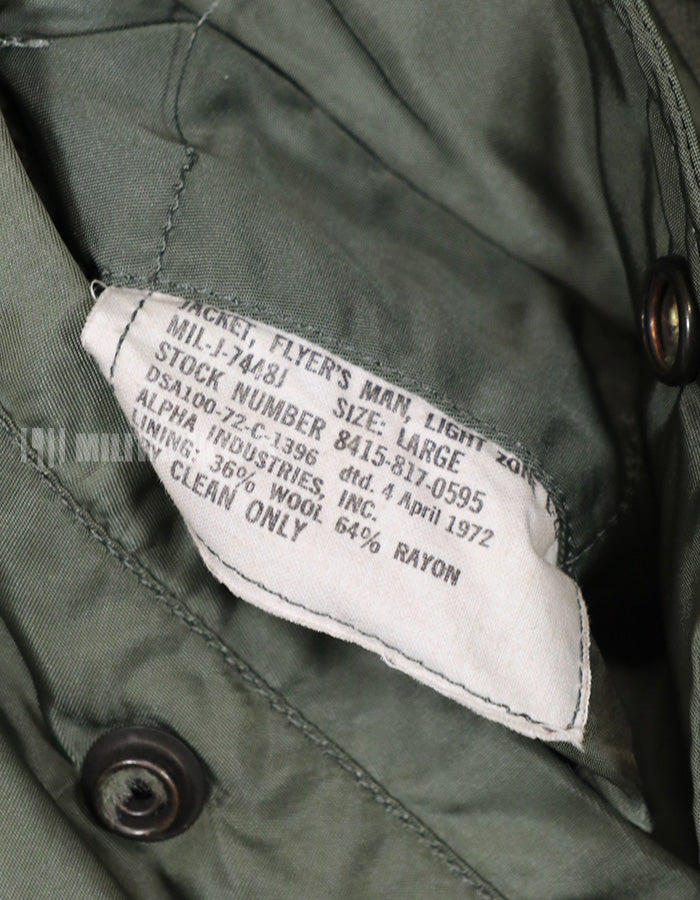 JACKET, FLYER'S MAN, LIGHT ZON
MIL-J-7448J SIZE: LARGE
STOCK NUMBER 8415-817-0595
DSA100-72-C-1396 dtd. 4 April 1972
ALPHA INDUSTRIES, INC.
LINING: 36% WOOL 64% RAYON
CLEAN ONLY